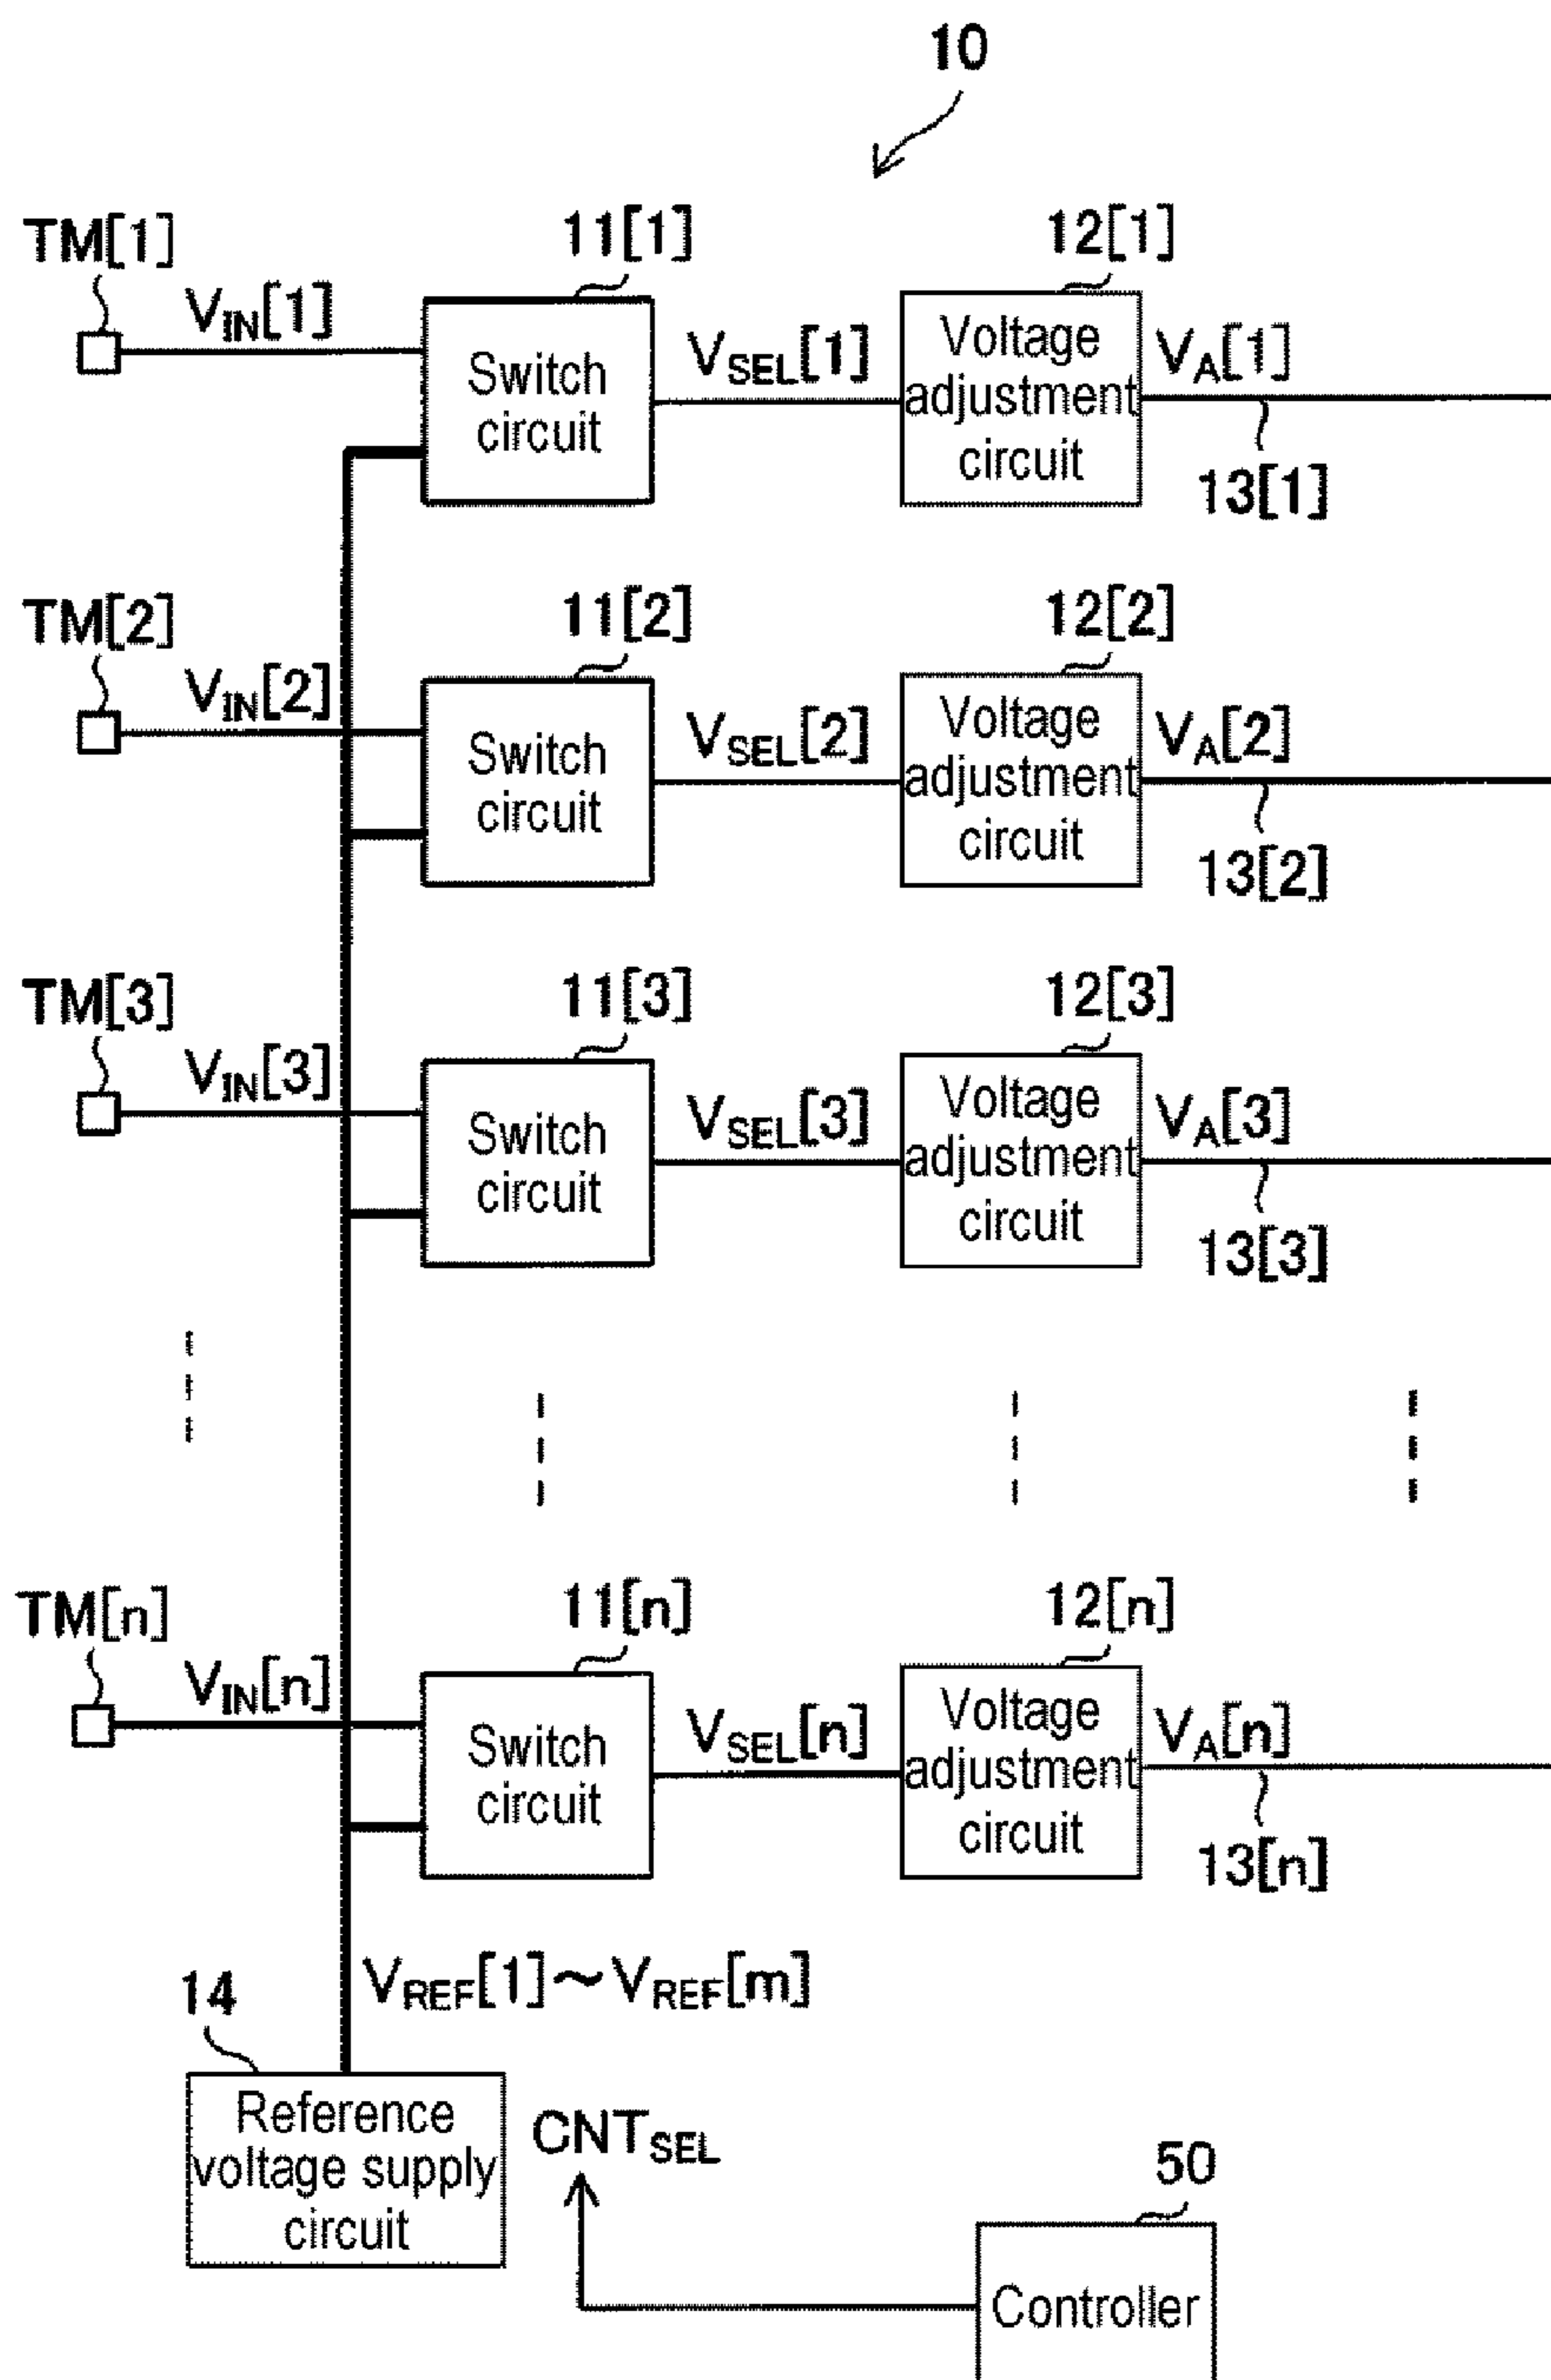 10
TM[1]
11[1]
12[1]
VIN[1]
Switch
circuit
VSEL[1]
Voltage
adjustment
circuit
VA[1]
13[1]
TM[2]
11[2]
12[2]
VIN[2]
Switch
circuit
VSEL[2]
Voltage
adjustment
circuit
VA[2]
13[2]
TM[3]
11[3]
12[3]
VIN[3]
Switch
circuit
VSEL[3]
Voltage
adjustment
circuit
VA[3]
13[3]
TM[n]
11[n]
12[n]
VIN[n]
Switch
circuit
VSEL[n]
Voltage
adjustment
circuit
VA[n]
13[n]
14
VREF[1]~VREF[m]
Reference
voltage supply
circuit
CNTSEL
50
Controller